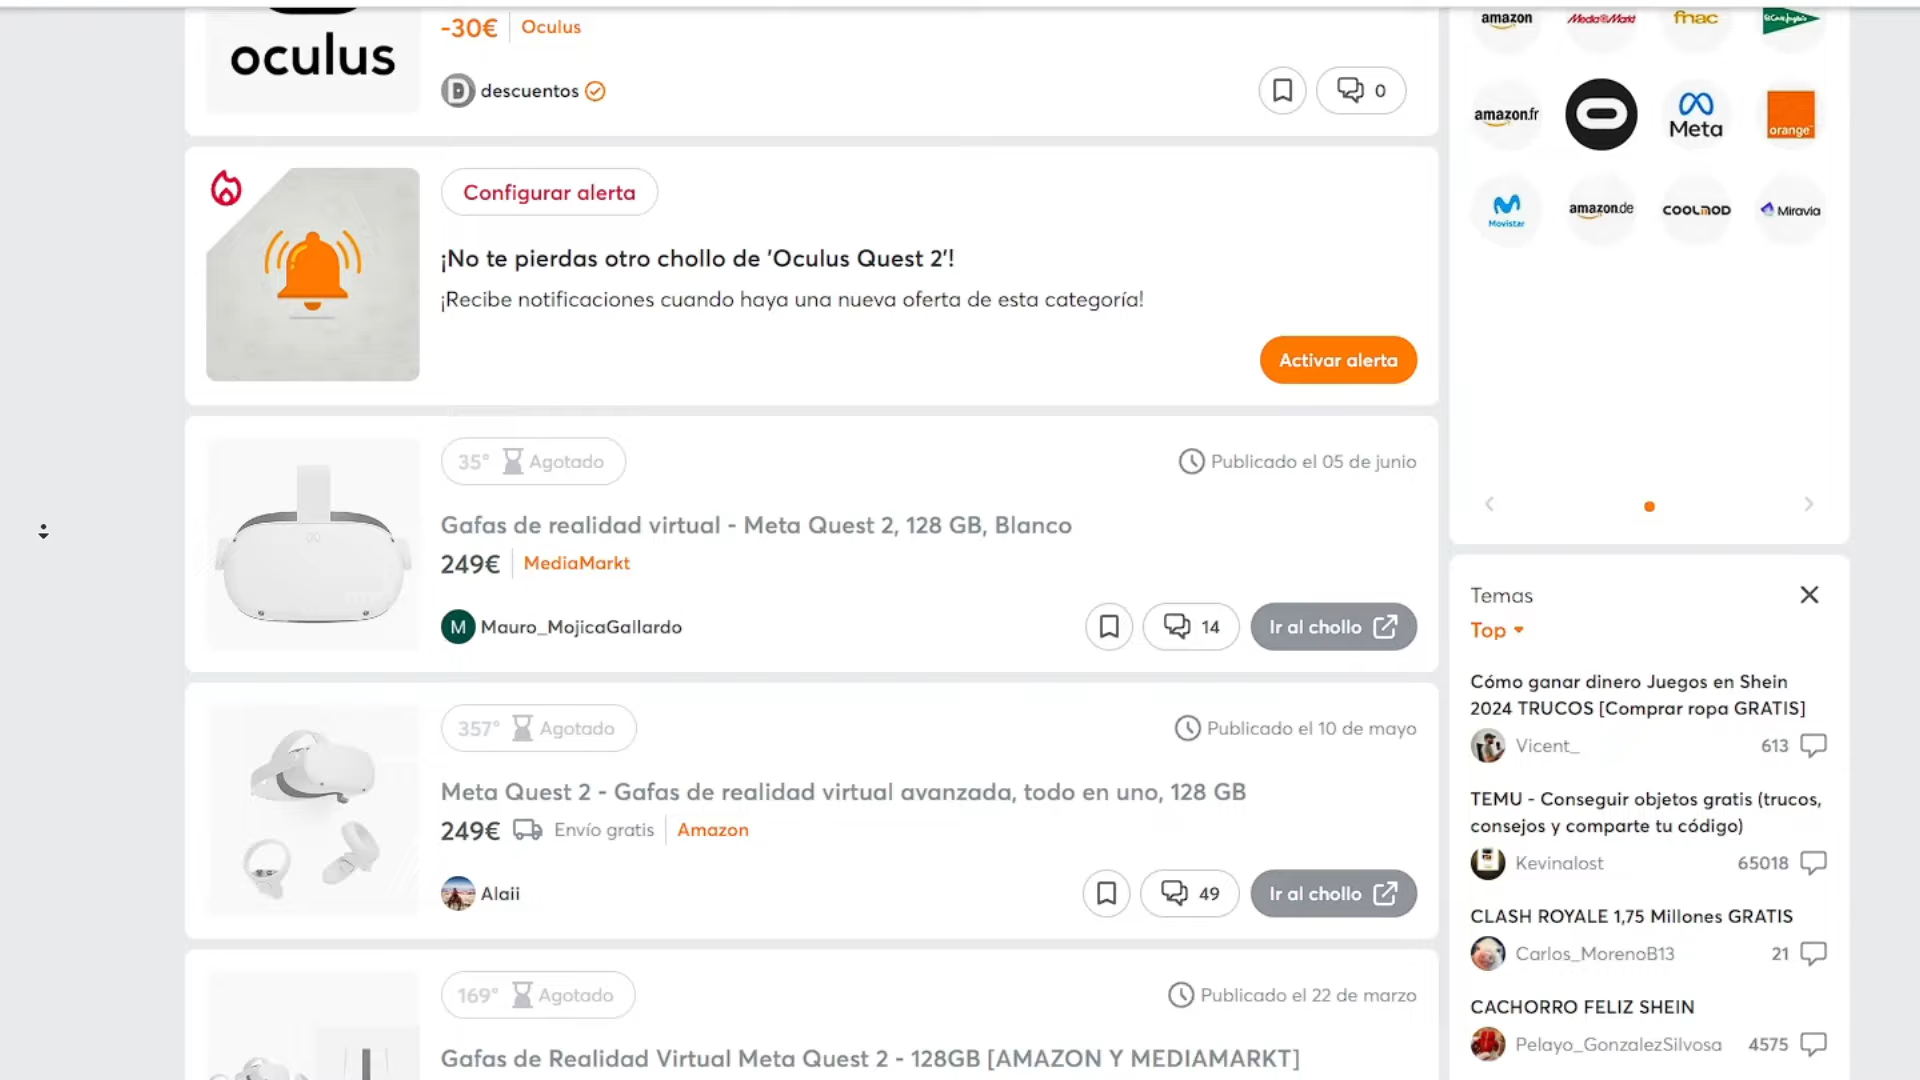 -30€ Oculus
oculus
descuentos
0
Configurar alerta
¡No te pierdas otro chollo de 'Oculus Quest 2'!
¡Recibe notificaciones cuando haya una nueva oferta de esta categoría!
Activar alerta
35° Agotado
Publicado el 05 de junio
Gafas de realidad virtual - Meta Quest 2, 128 GB, Blanco
249€ MediaMarkt
M Mauro_MojicaGallardo
14
Ir al chollo
357° Agotado
Publicado el 10 de mayo
Meta Quest 2 - Gafas de realidad virtual avanzada, todo en uno, 128 GB
249€ Envío gratis Amazon
Alaii
49
Ir al chollo
169° Agotado
Publicado el 22 de marzo
Gafas de Realidad Virtual Meta Quest 2 - 128GB [AMAZON Y MEDIAMARKT]
amazon MediaMarkt fnac El Corte Inglés
amazon.fr Meta orange
Movistar amazon.de COOLMOD Miravia
Temas
Top
Cómo ganar dinero Juegos en Shein
2024 TRUCOS [Comprar ropa GRATIS]
Vicent_ 613
TEMU - Conseguir objetos gratis (trucos,
consejos y comparte tu código)
Kevinalost 65018
CLASH ROYALE 1,75 Millones GRATIS
Carlos_MorenoB13 21
CACHORRO FELIZ SHEIN
Pelayo_GonzalezSilvosa 4575